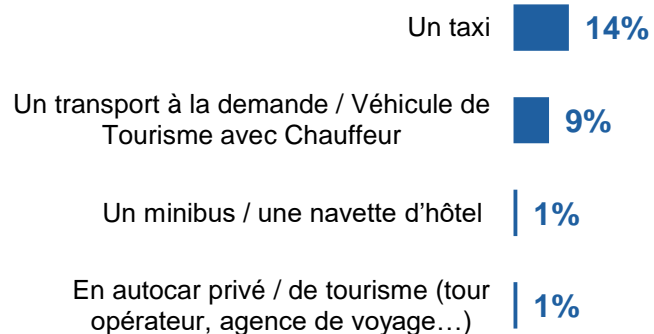 Un taxi 14%
Un transport à la demande / Véhicule de
Tourisme avec Chauffeur 9%
Un minibus / une navette d’hôtel 1%
En autocar privé / de tourisme (tour
opérateur, agence de voyage…) 1%